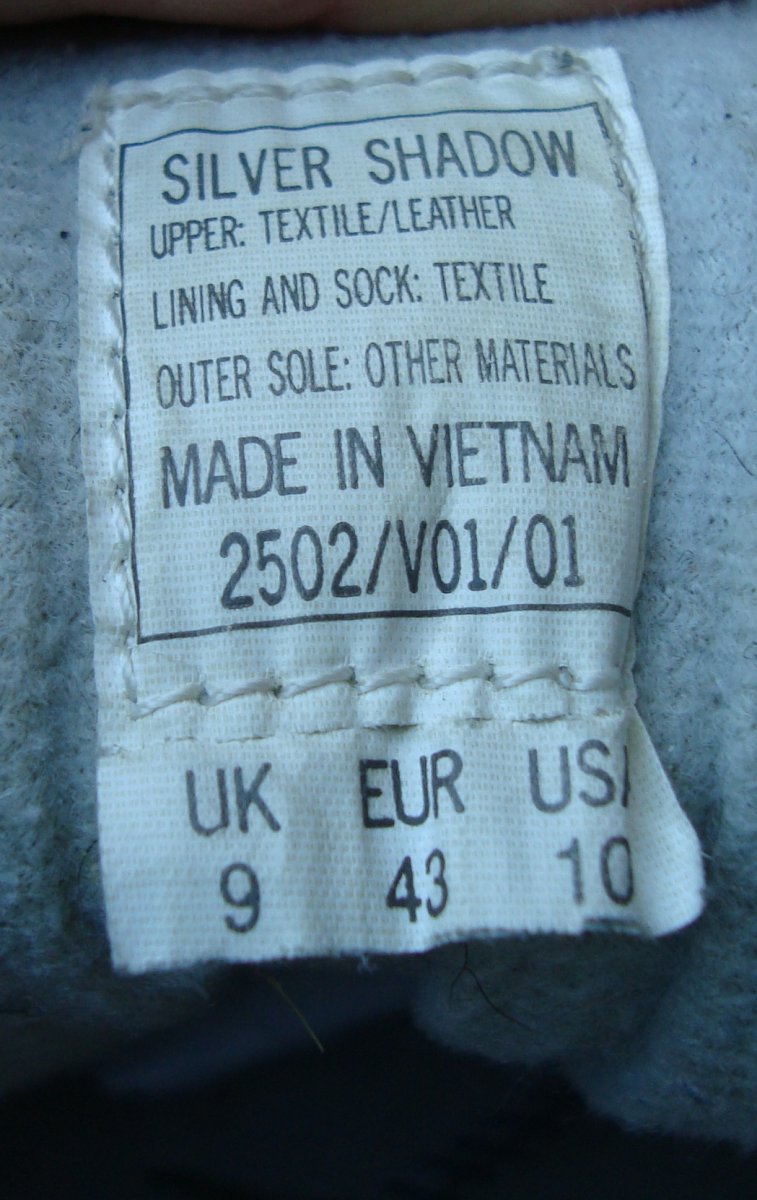 SILVER SHADOW
UPPER: TEXTILE/LEATHER
LINING AND SOCK: TEXTILE
OUTER SOLE: OTHER MATERIALS
MADE IN VIETNAM
2502/V01/01
UK EUR USA
9 43 10